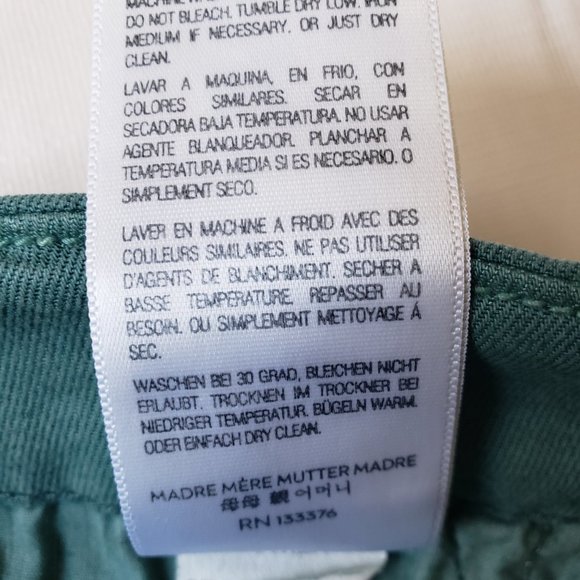 DO NOT BLEACH. TUMBLE DRY LOW. IRON
MEDIUM IF NECESSARY. OR JUST DRY
CLEAN.
LAVAR A MAQUINA, EN FRIO, CON
COLORES SIMILARES. SECAR EN
SECADORA BAJA TEMPERATURA. NO USAR
AGENTE BLANQUEADOR. PLANCHAR A
TEMPERATURA MEDIA SI ES NECESARIO. O
SIMPLEMENT SECO.
LAVER EN MACHINE A FROID AVEC DES
COULEURS SIMILAIRES. NE PAS UTILISER
D'AGENTS DE BLANCHIMENT. SECHER A
BASSE TEMPERATURE. REPASSER AU
BESOIN. OU SIMPLEMENT METTOYAGE Á
SEC.
WASCHEN BEI 30 GRAD, BLEICHEN NICHT
ERLAUBT. TROCKNEN IM TROCKNER BEI
NIEDRIGER TEMPERATUR. BÜGELN WARM.
ODER EINFACH DRY CLEAN.
MADRE MÈRE MUTTER MADRE
母母 親 어머니
RN 133376